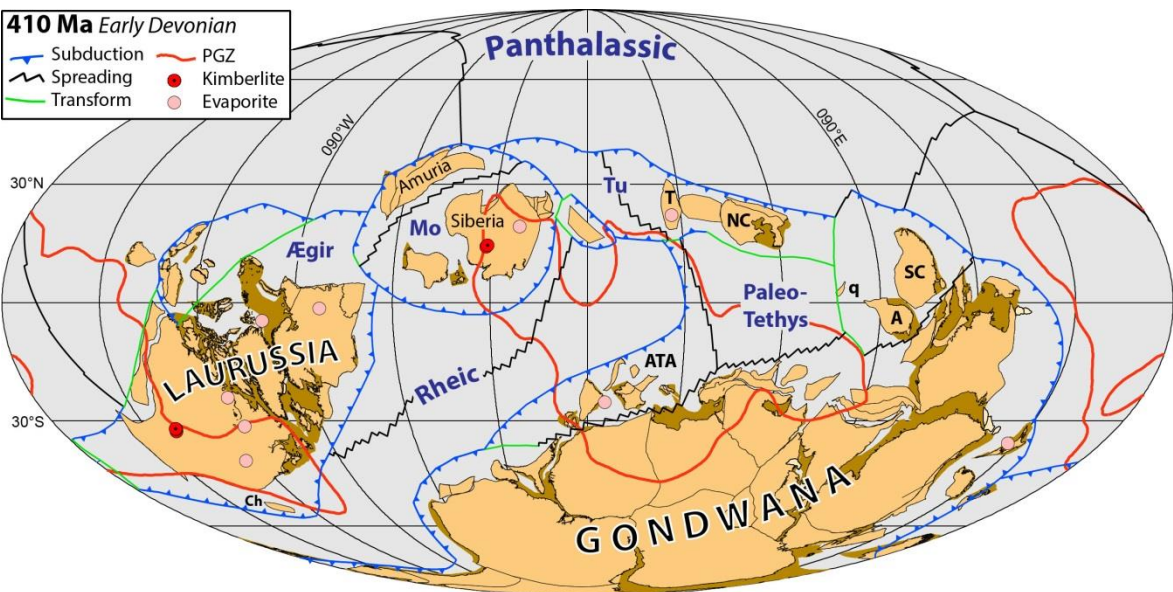 410 Ma Early Devonian
Subduction
PGZ
Spreading
Kimberlite
Transform
Evaporite
Panthalassic
090°W
090°E
30°N
Amuria
Tu
T
Siberia
NC
Mo
Ægir
SC
q
Paleo-
Tethys
A
LAURUSSIA
ATA
Rheic
30°S
Ch
GONDWANA